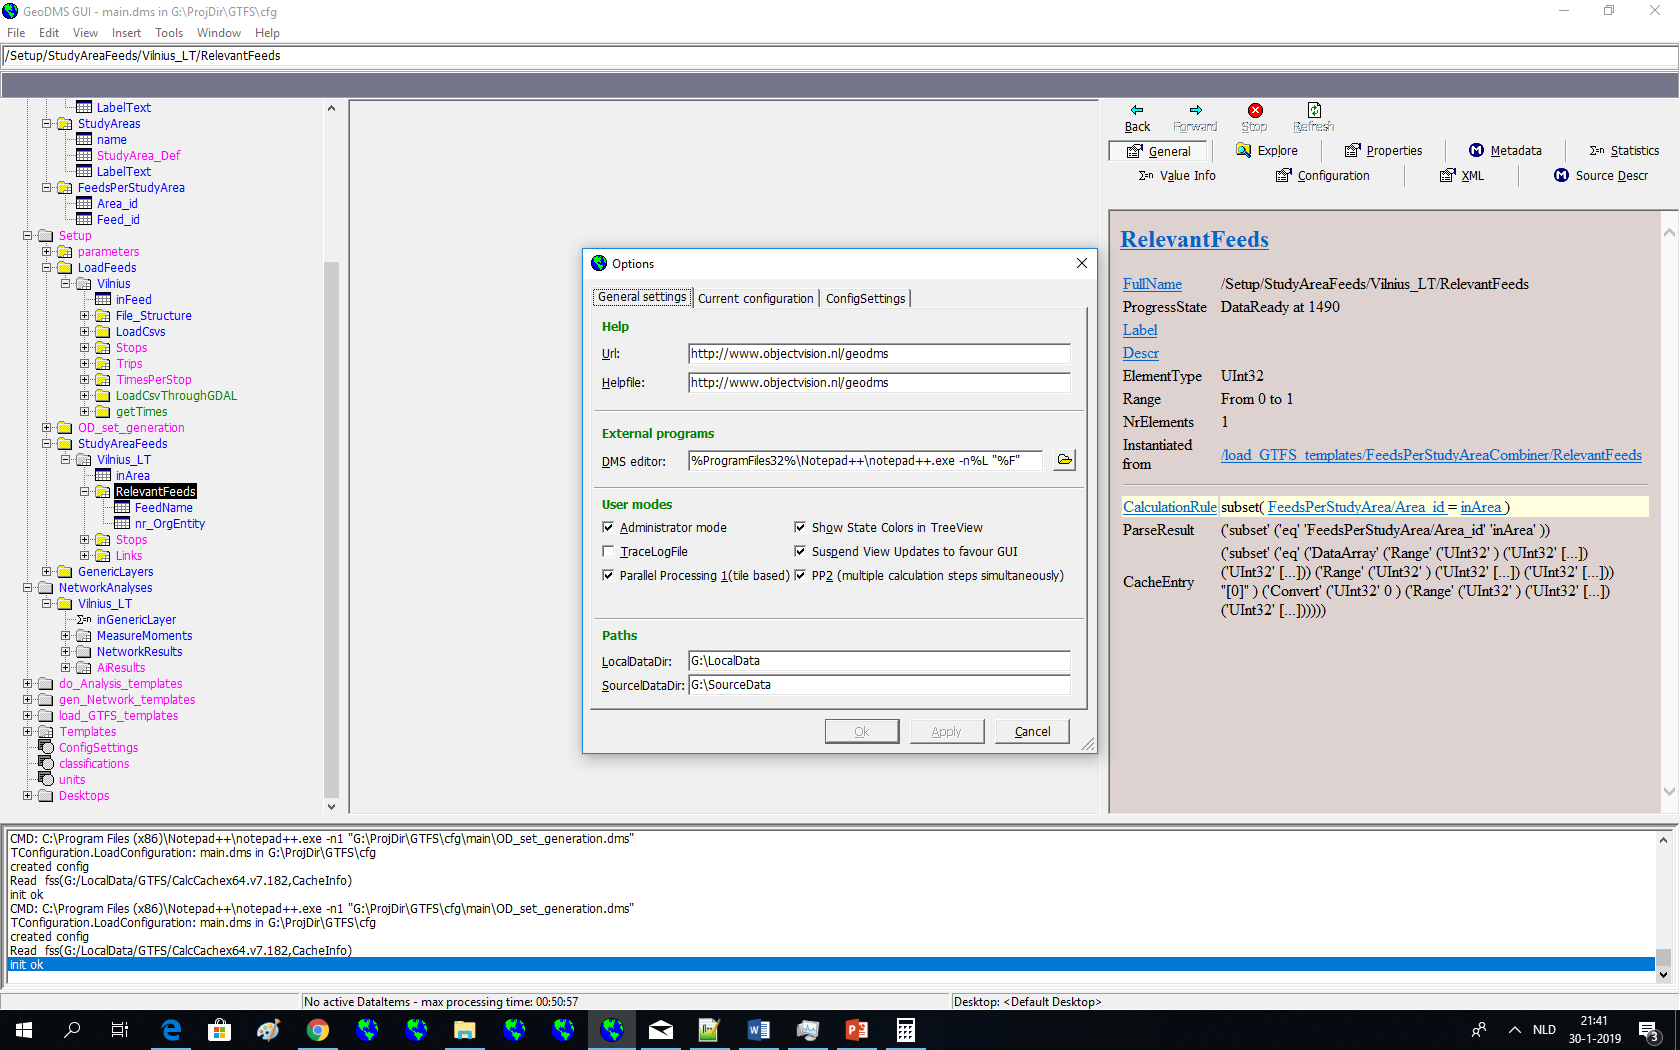 GeoDMS GUI - main.dms in G:\ProjDir\GTFS\cfg
File Edit View Insert Tools Window Help
/Setup/StudyAreaFeeds/Vilnius_LT/RelevantFeeds
LabelText
StudyAreas
name
StudyArea_Def
LabelText
FeedsPerStudyArea
Area_id
Feed_id
Setup
parameters
LoadFeeds
Vilnius
inFeed
File_Structure
LoadCsvs
Stops
Trips
TimesPerStop
LoadCsvThroughGDAL
getTimes
OD_set_generation
StudyAreaFeeds
Vilnius_LT
inArea
RelevantFeeds
FeedName
nr_OrgEntity
Stops
Links
GenericLayers
NetworkAnalyses
Vilnius_LT
Σ=n inGenericLayer
MeasureMoments
NetworkResults
AiResults
do_Analysis_templates
gen_Network_templates
load_GTFS_templates
Templates
ConfigSettings
classifications
units
Desktops
Options
General settings Current configuration ConfigSettings
Help
Url: http://www.objectvision.nl/geodms
Helpfile: http://www.objectvision.nl/geodms
External programs
DMS editor: %ProgramFiles32%\Notepad++\notepad++.exe -n%L "%F"
User modes
Administrator mode Show State Colors in TreeView
TraceLogFile Suspend View Updates to favour GUI
Parallel Processing 1(tile based) PP2 (multiple calculation steps simultaneously)
Paths
LocalDataDir: G:\LocalData
SourcelDataDir: G:\SourceData
Ok Apply Cancel
Back Forward Stop Refresh
General Explore Properties M Metadata Σ=n Statistics
Σ=n Value Info Configuration XML M Source Descr
RelevantFeeds
FullName /Setup/StudyAreaFeeds/Vilnius_LT/RelevantFeeds
ProgressState DataReady at 1490
Label
Descr
ElementType UInt32
Range From 0 to 1
NrElements 1
Instantiated from /load_GTFS_templates/FeedsPerStudyAreaCombiner/RelevantFeeds
CalculationRule subset( FeedsPerStudyArea/Area_id = inArea )
ParseResult ('subset' ('eq' 'FeedsPerStudyArea/Area_id' 'inArea' ))
CacheEntry ('subset' ('eq' ('DataArray' ('Range' ('UInt32' ) ('UInt32' [...])
('UInt32' [...])) ('Range' ('UInt32' ) ('UInt32' [...]) ('UInt32' [...]))
"[0]" ) ('Convert' ('UInt32' 0 ) ('Range' ('UInt32' ) ('UInt32' [...])
('UInt32' [...])))))
CMD: C:\Program Files (x86)\Notepad++\notepad++.exe -n1 "G:\ProjDir\GTFS\cfg\main\OD_set_generation.dms"
TConfiguration.LoadConfiguration: main.dms in G:\ProjDir\GTFS\cfg
created config
Read fss(G:/LocalData/GTFS/CalcCachex64.v7.182,CacheInfo)
init ok
CMD: C:\Program Files (x86)\Notepad++\notepad++.exe -n1 "G:\ProjDir\GTFS\cfg\main\OD_set_generation.dms"
TConfiguration.LoadConfiguration: main.dms in G:\ProjDir\GTFS\cfg
created config
Read fss(G:/LocalData/GTFS/CalcCachex64.v7.182,CacheInfo)
init ok
No active DataItems - max processing time: 00:50:57 Desktop: <Default Desktop>
NLD 21:41
30-1-2019 3